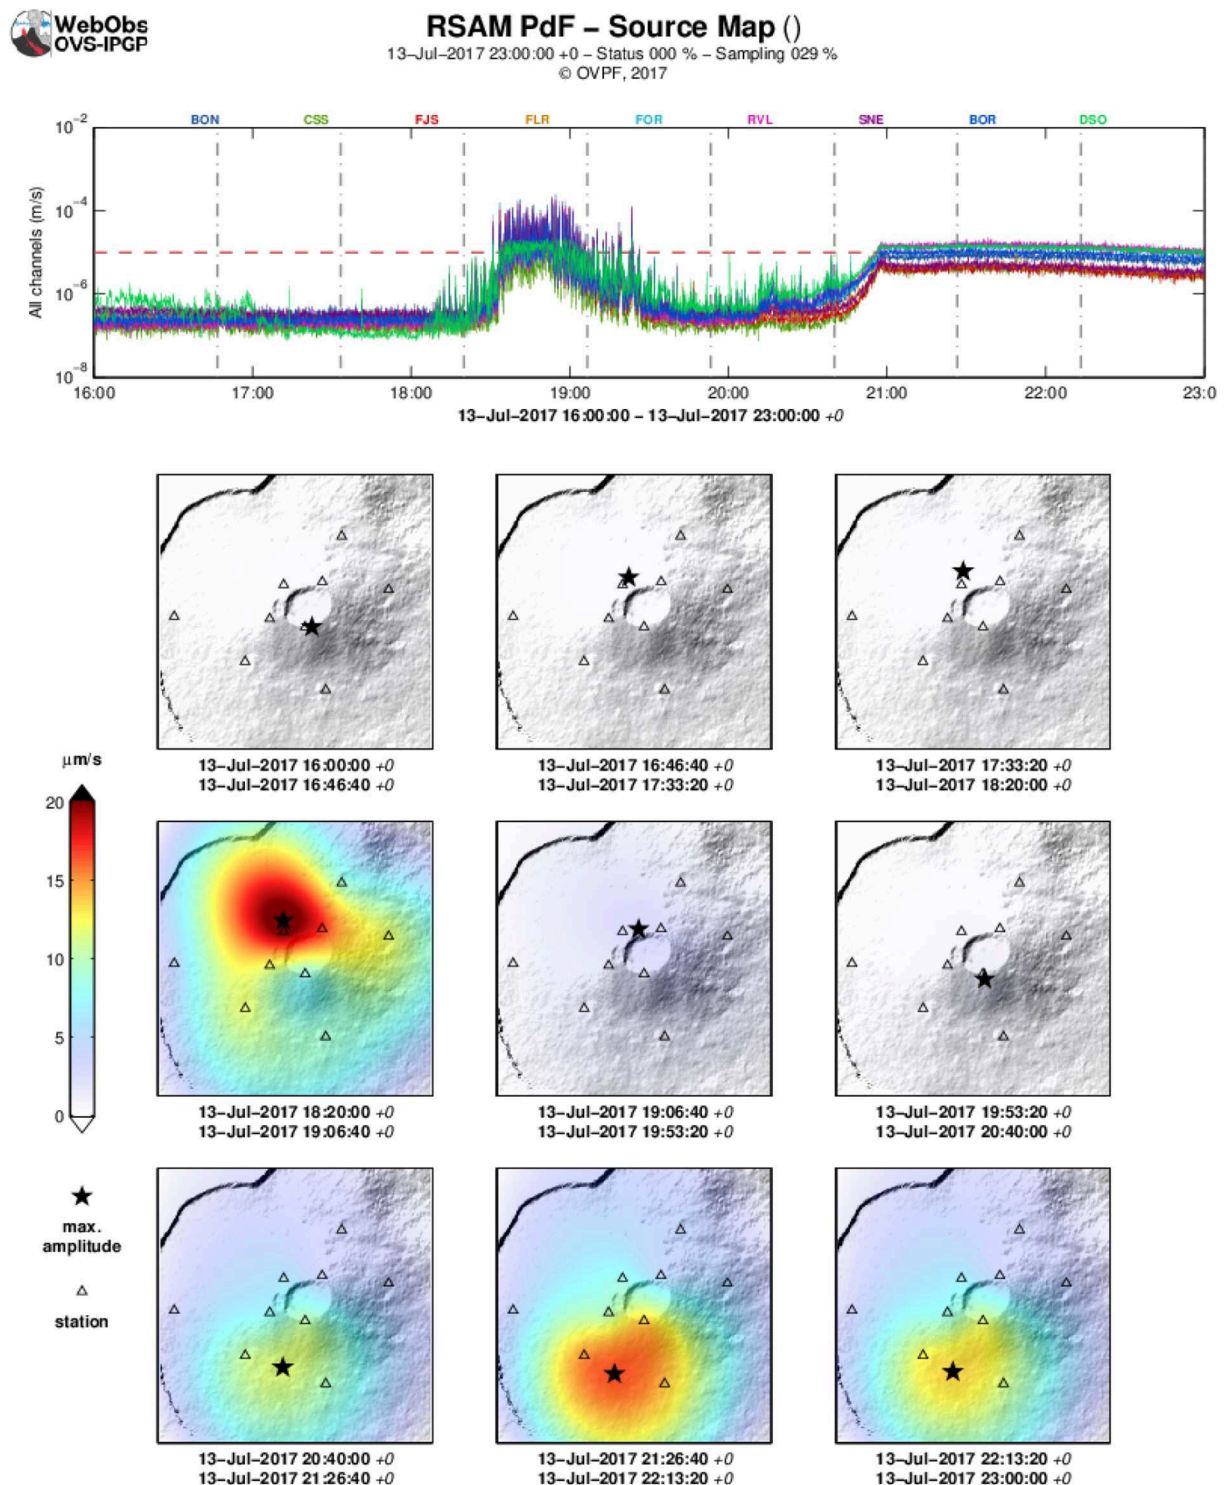 WebObs
OVS-IPGP
RSAM PdF – Source Map ()
13–Jul–2017 23:00:00 +0 – Status 000 % – Sampling 029 %
© OVPF, 2017
BON CSS FJS FLR FOR RVL SNE BOR DSO
All channels (m/s)
10–2
10–4
10–6
10–8
16:00 17:00 18:00 19:00 20:00 21:00 22:00 23:0
13–Jul–2017 16:00:00 – 13–Jul–2017 23:00:00 +0
13–Jul–2017 16:00:00 +0
13–Jul–2017 16:46:40 +0
13–Jul–2017 16:46:40 +0
13–Jul–2017 17:33:20 +0
13–Jul–2017 17:33:20 +0
13–Jul–2017 18:20:00 +0
μm/s
20
15
10
5
0
13–Jul–2017 18:20:00 +0
13–Jul–2017 19:06:40 +0
13–Jul–2017 19:06:40 +0
13–Jul–2017 19:53:20 +0
13–Jul–2017 19:53:20 +0
13–Jul–2017 20:40:00 +0
max.
amplitude
station
13–Jul–2017 20:40:00 +0
13–Jul–2017 21:26:40 +0
13–Jul–2017 21:26:40 +0
13–Jul–2017 22:13:20 +0
13–Jul–2017 22:13:20 +0
13–Jul–2017 23:00:00 +0